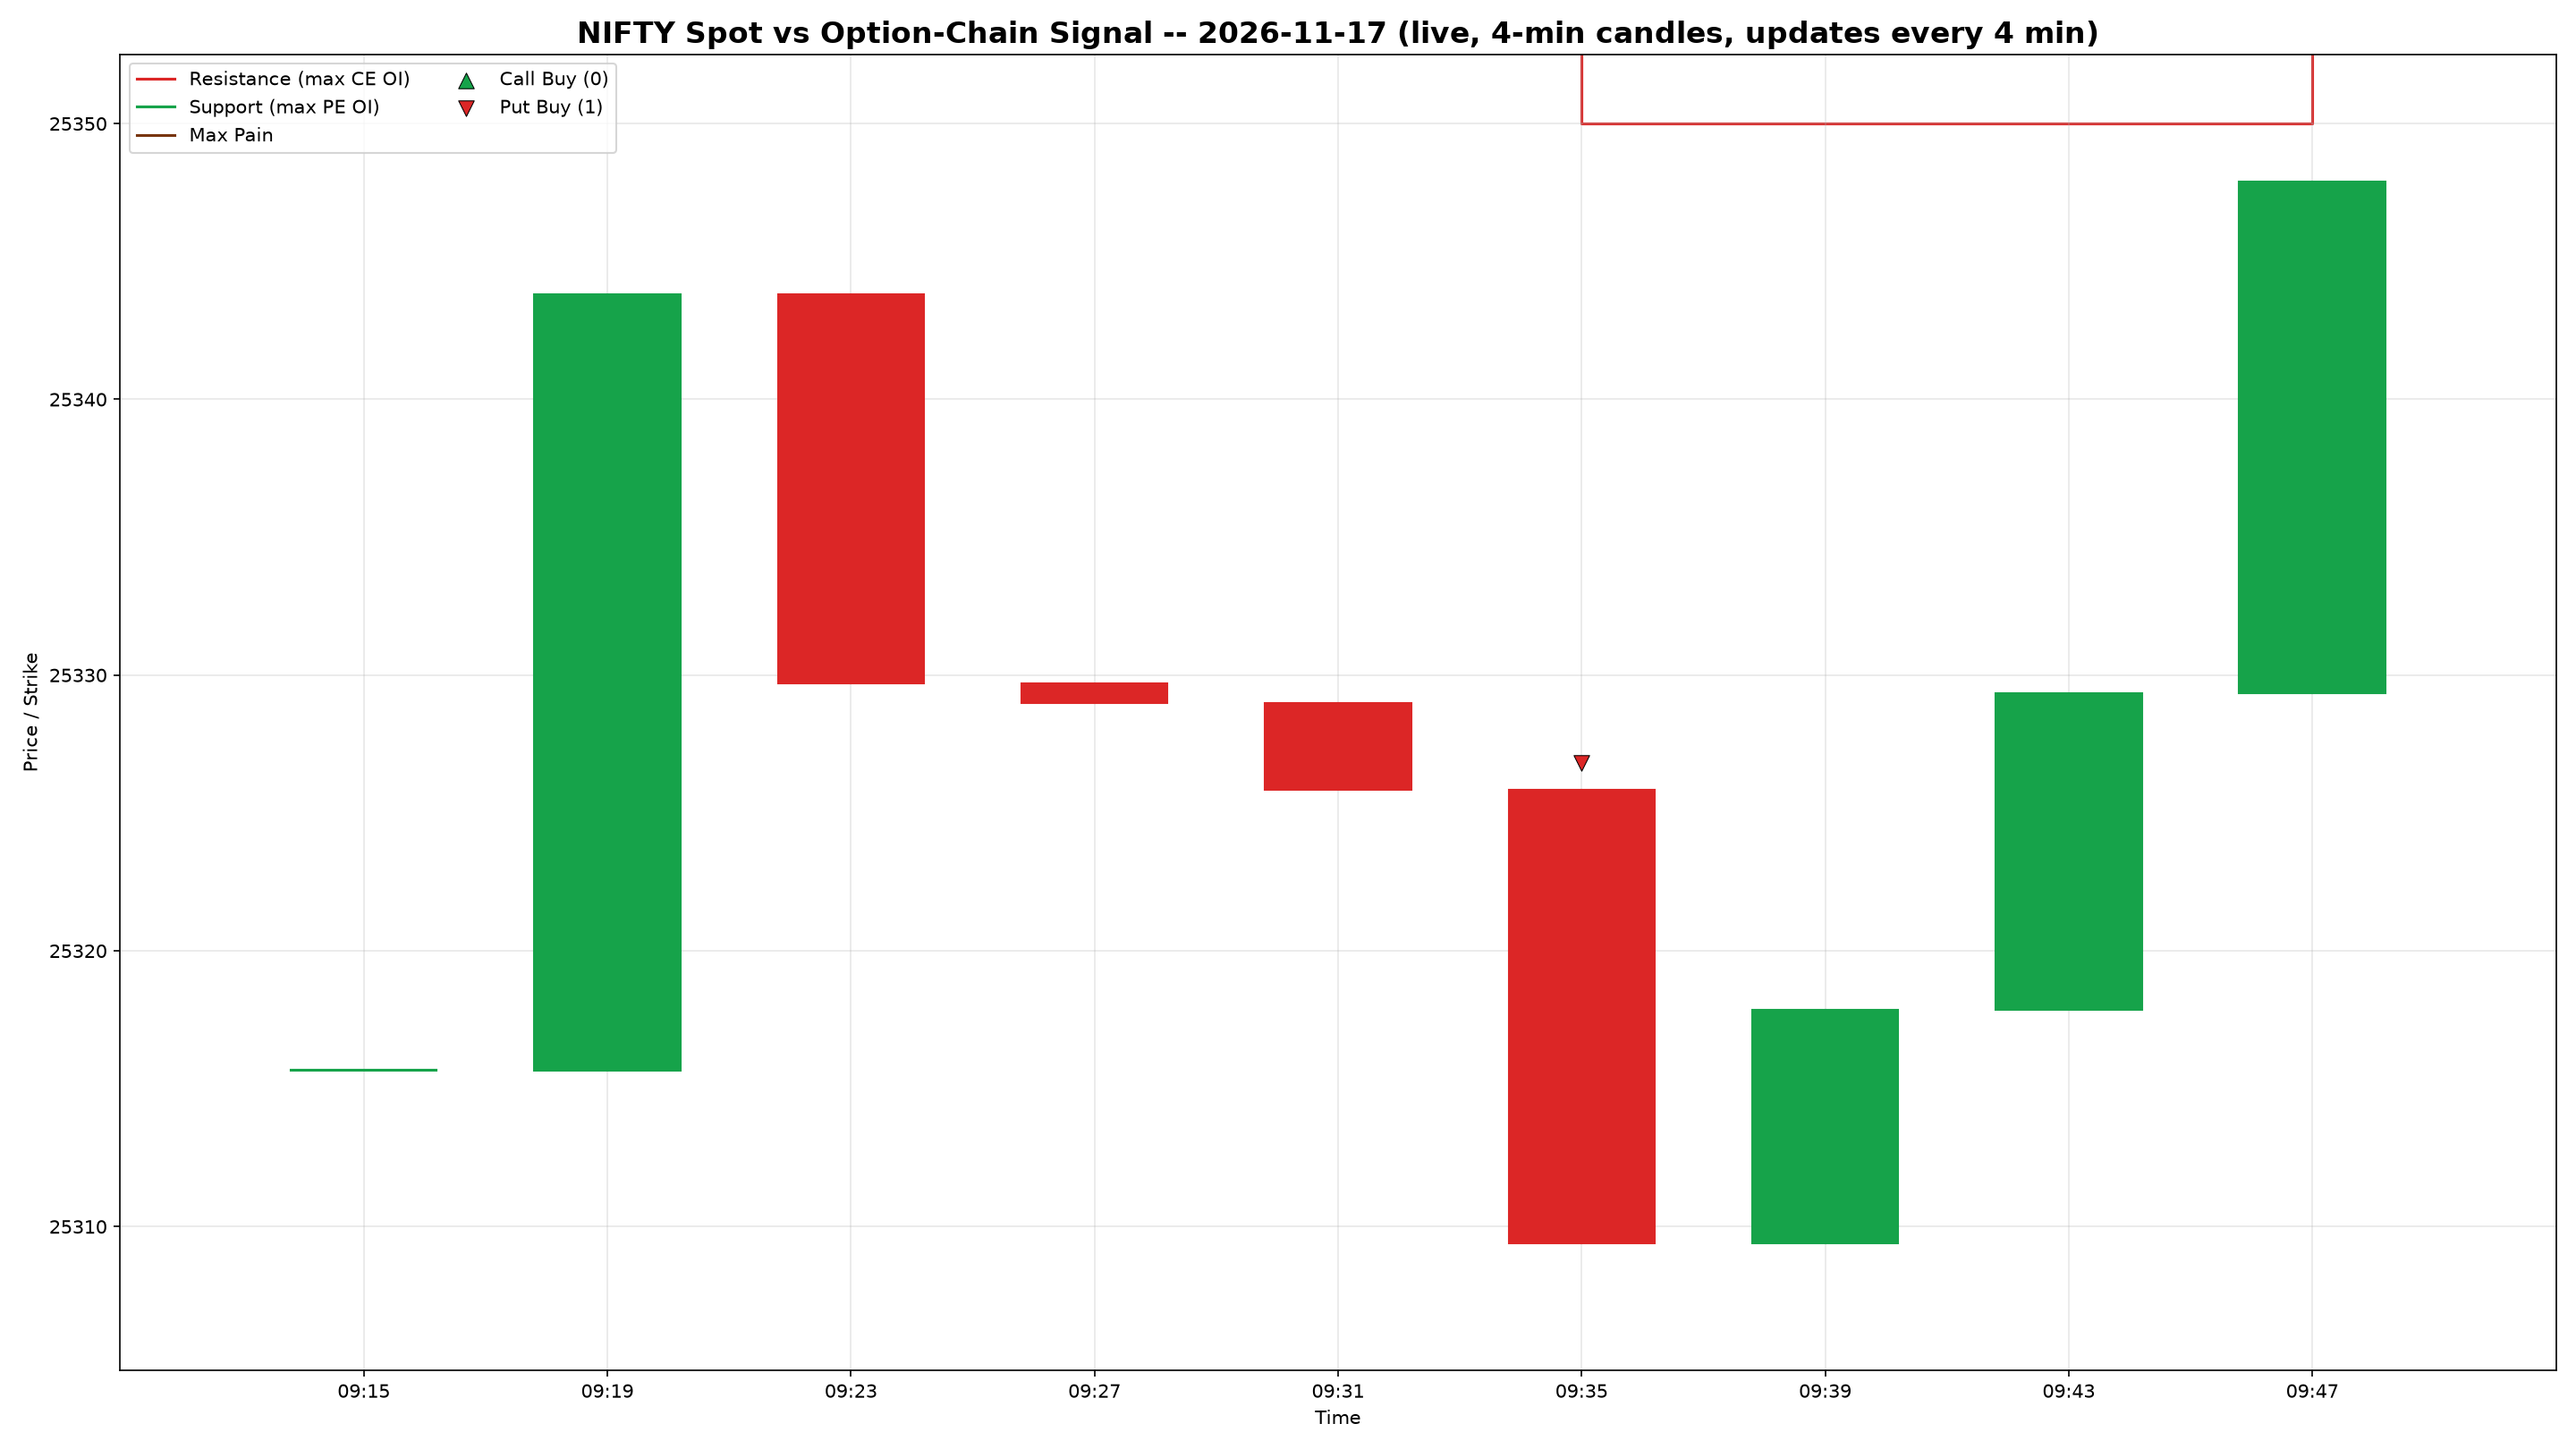 NIFTY Spot vs Option-Chain Signal -- 2026-11-17 (live, 4-min candles, updates every 4 min)
Resistance (max CE OI)
Support (max PE OI)
Max Pain
Call Buy (0)
Put Buy (1)
Price / Strike
25350
25340
25330
25320
25310
09:15 09:19 09:23 09:27 09:31 09:35 09:39 09:43 09:47
Time